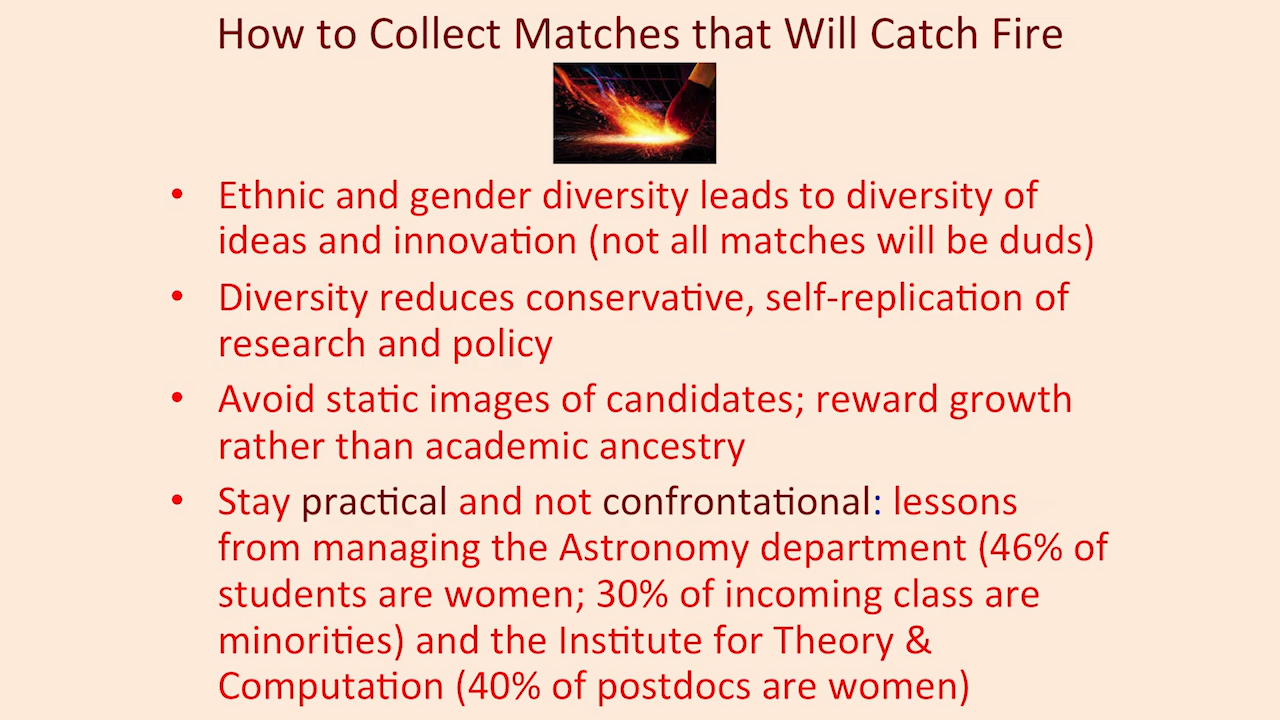 How to Collect Matches that Will Catch Fire
• Ethnic and gender diversity leads to diversity of
ideas and innovation (not all matches will be duds)
• Diversity reduces conservative, self-replication of
research and policy
• Avoid static images of candidates; reward growth
rather than academic ancestry
• Stay practical and not confrontational: lessons
from managing the Astronomy department (46% of
students are women; 30% of incoming class are
minorities) and the Institute for Theory &
Computation (40% of postdocs are women)